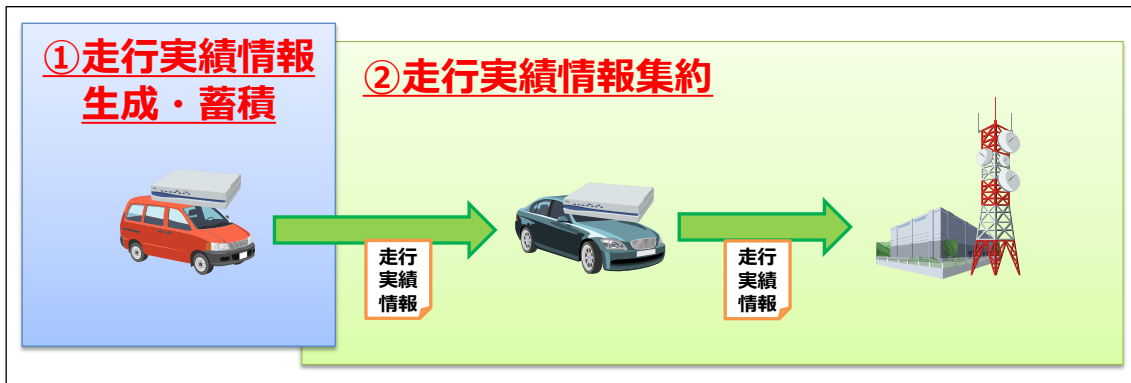 ①走行実績情報
生成・蓄積
②走行実績情報集約
走行
実績
情報
走行
実績
情報